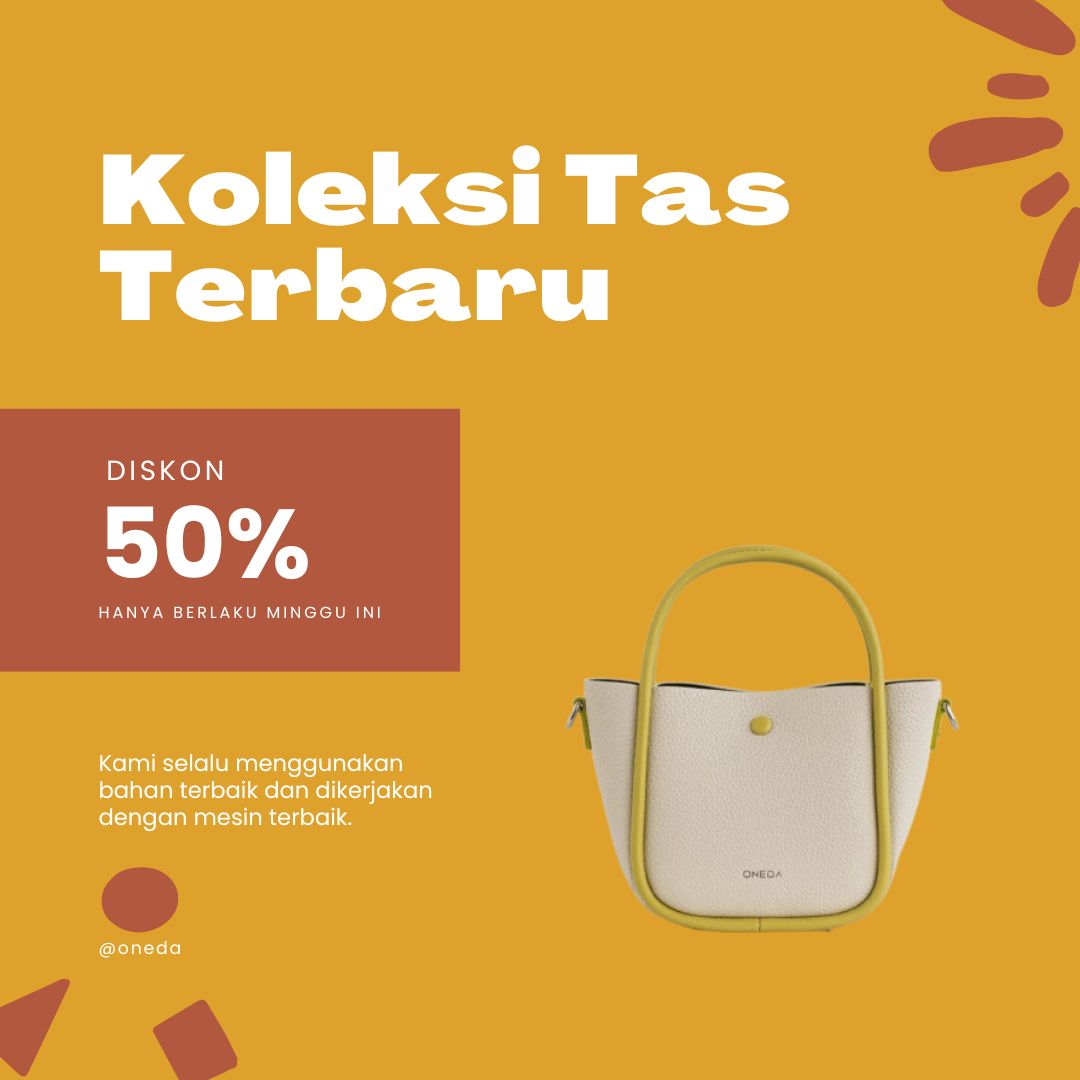 Koleksi Tas
Terbaru
DISKON
50%
HANYA BERLAKU MINGGU INI
Kami selalu menggunakan
bahan terbaik dan dikerjakan
dengan mesin terbaik.
@oneda
ONEDA